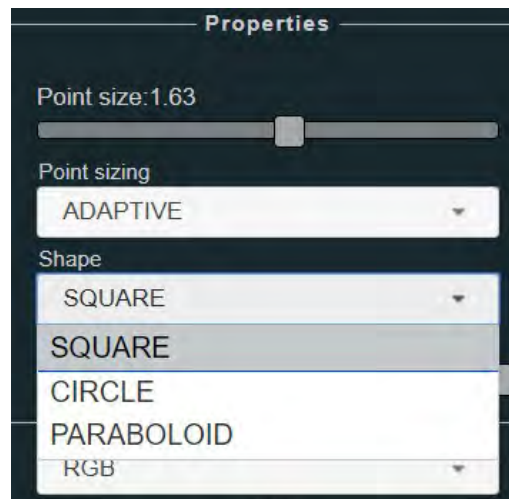 Properties
Point size:1.63
Point sizing
ADAPTIVE
Shape
SQUARE
SQUARE
CIRCLE
PARABOLOID
RGB